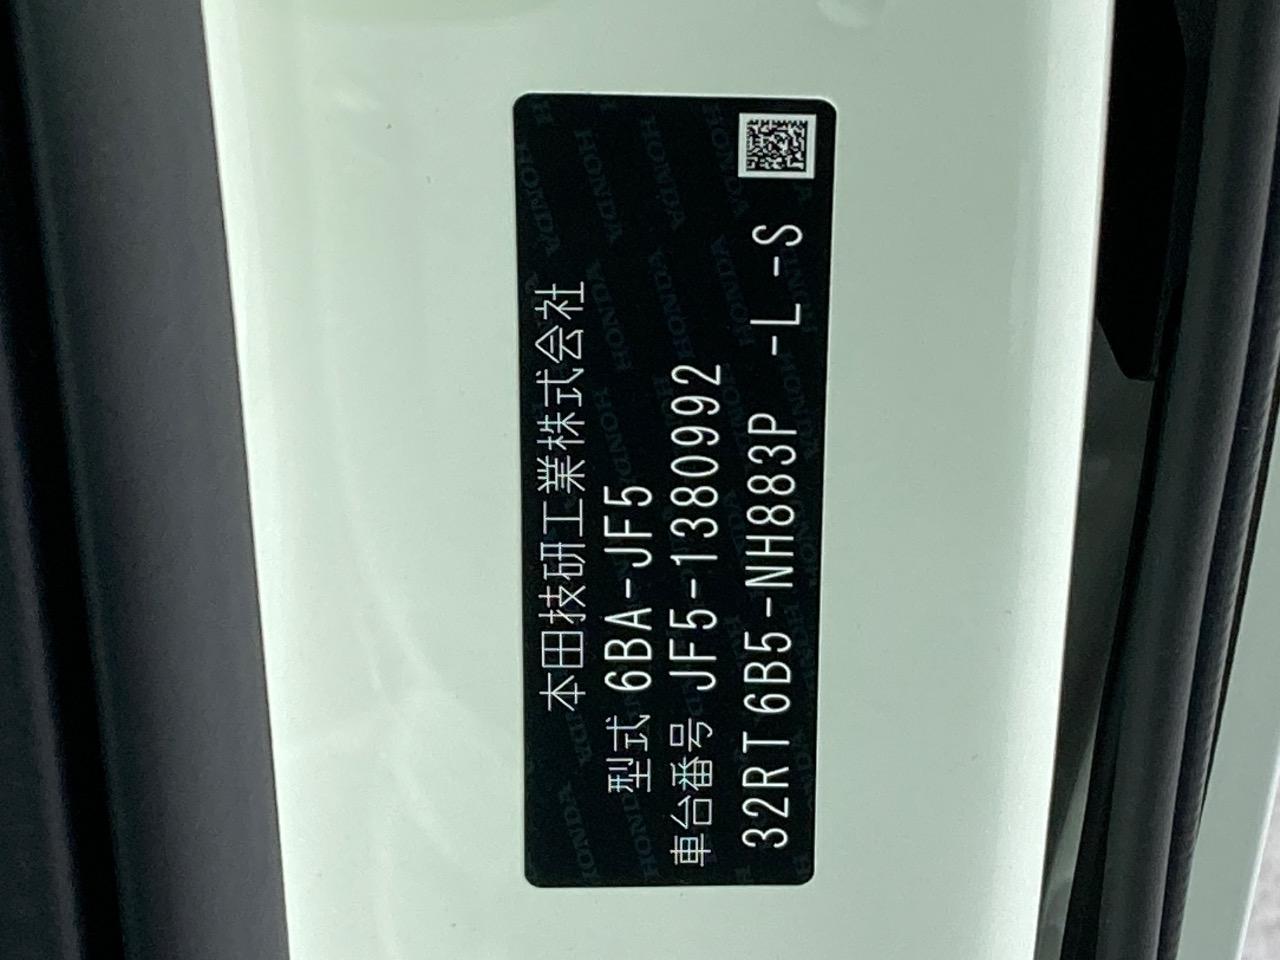 本田技研工業株式会社
型式 6BA-JF5
車台番号 JF5-1380992
32RT6B5-NH883P -L -S